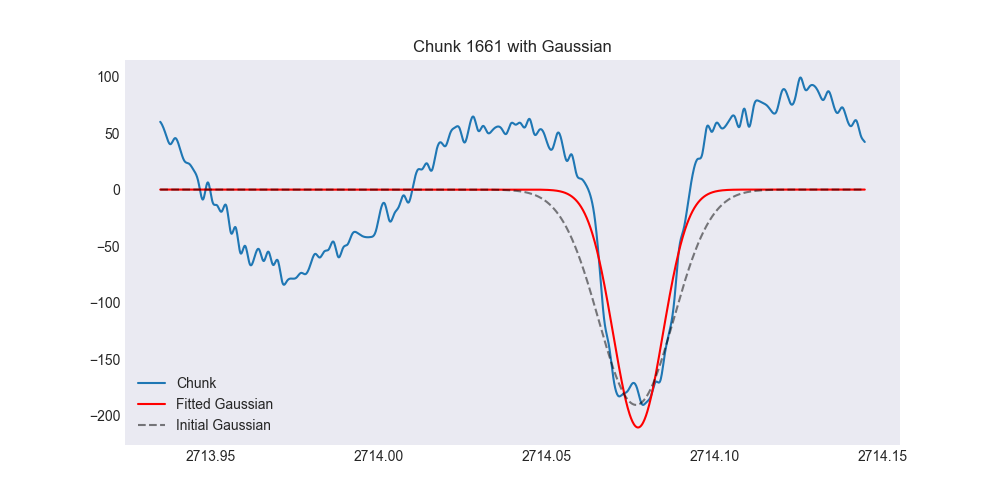 Chunk 1661 with Gaussian
100
50
0
−50
−100
−150
−200
Chunk
Fitted Gaussian
Initial Gaussian
2713.95 2714.00 2714.05 2714.10 2714.15